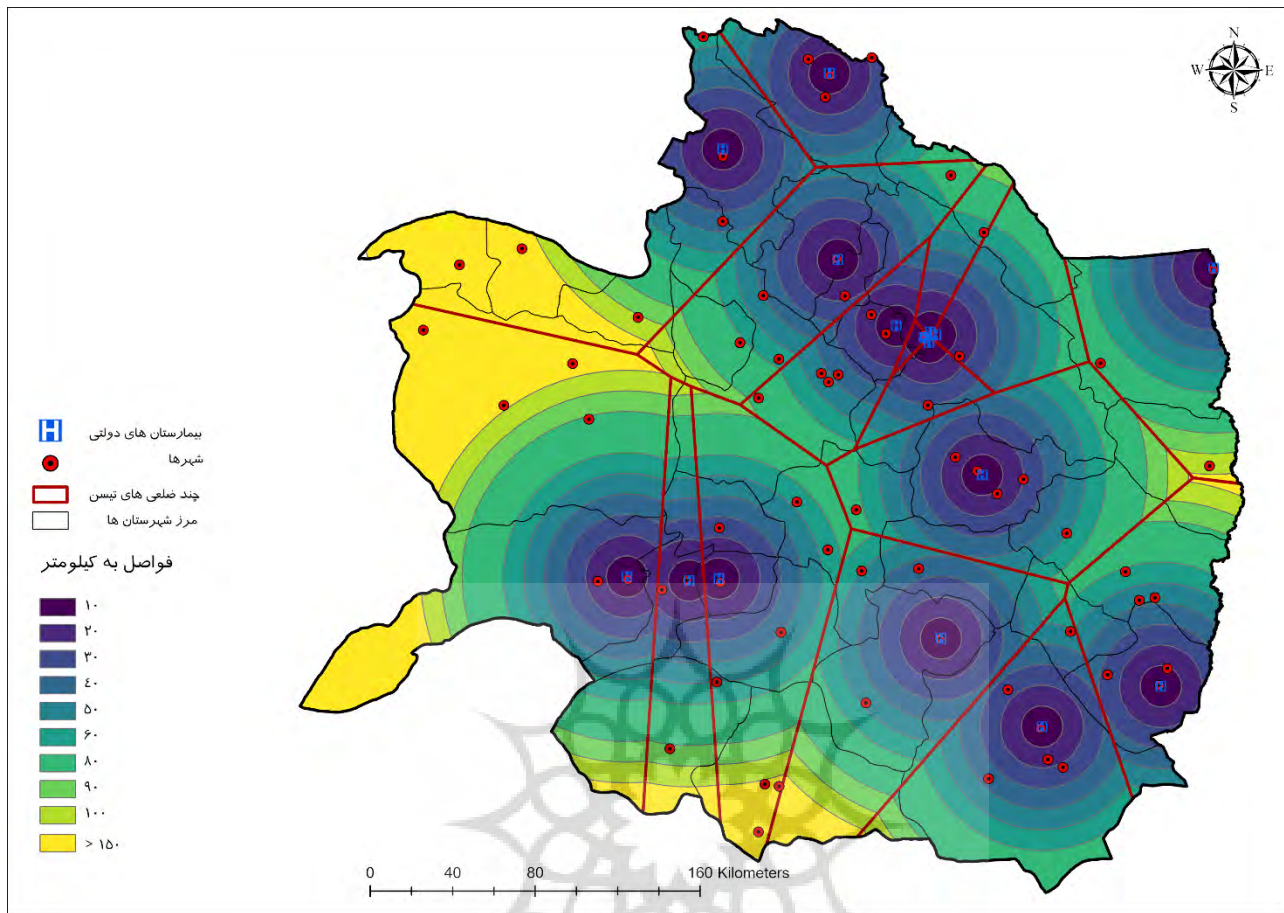 N
W E
S
بیمارستان های دولتی
شهرها
چند ضلعی های تیسن
مرز شهرستان ها
فواصل به کیلومتر
۱۰
۲۰
۳۰
٤۰
۵۰
۶۰
۸۰
۹۰
۱۰۰
> ۱۵۰
0 40 80 160 Kilometers